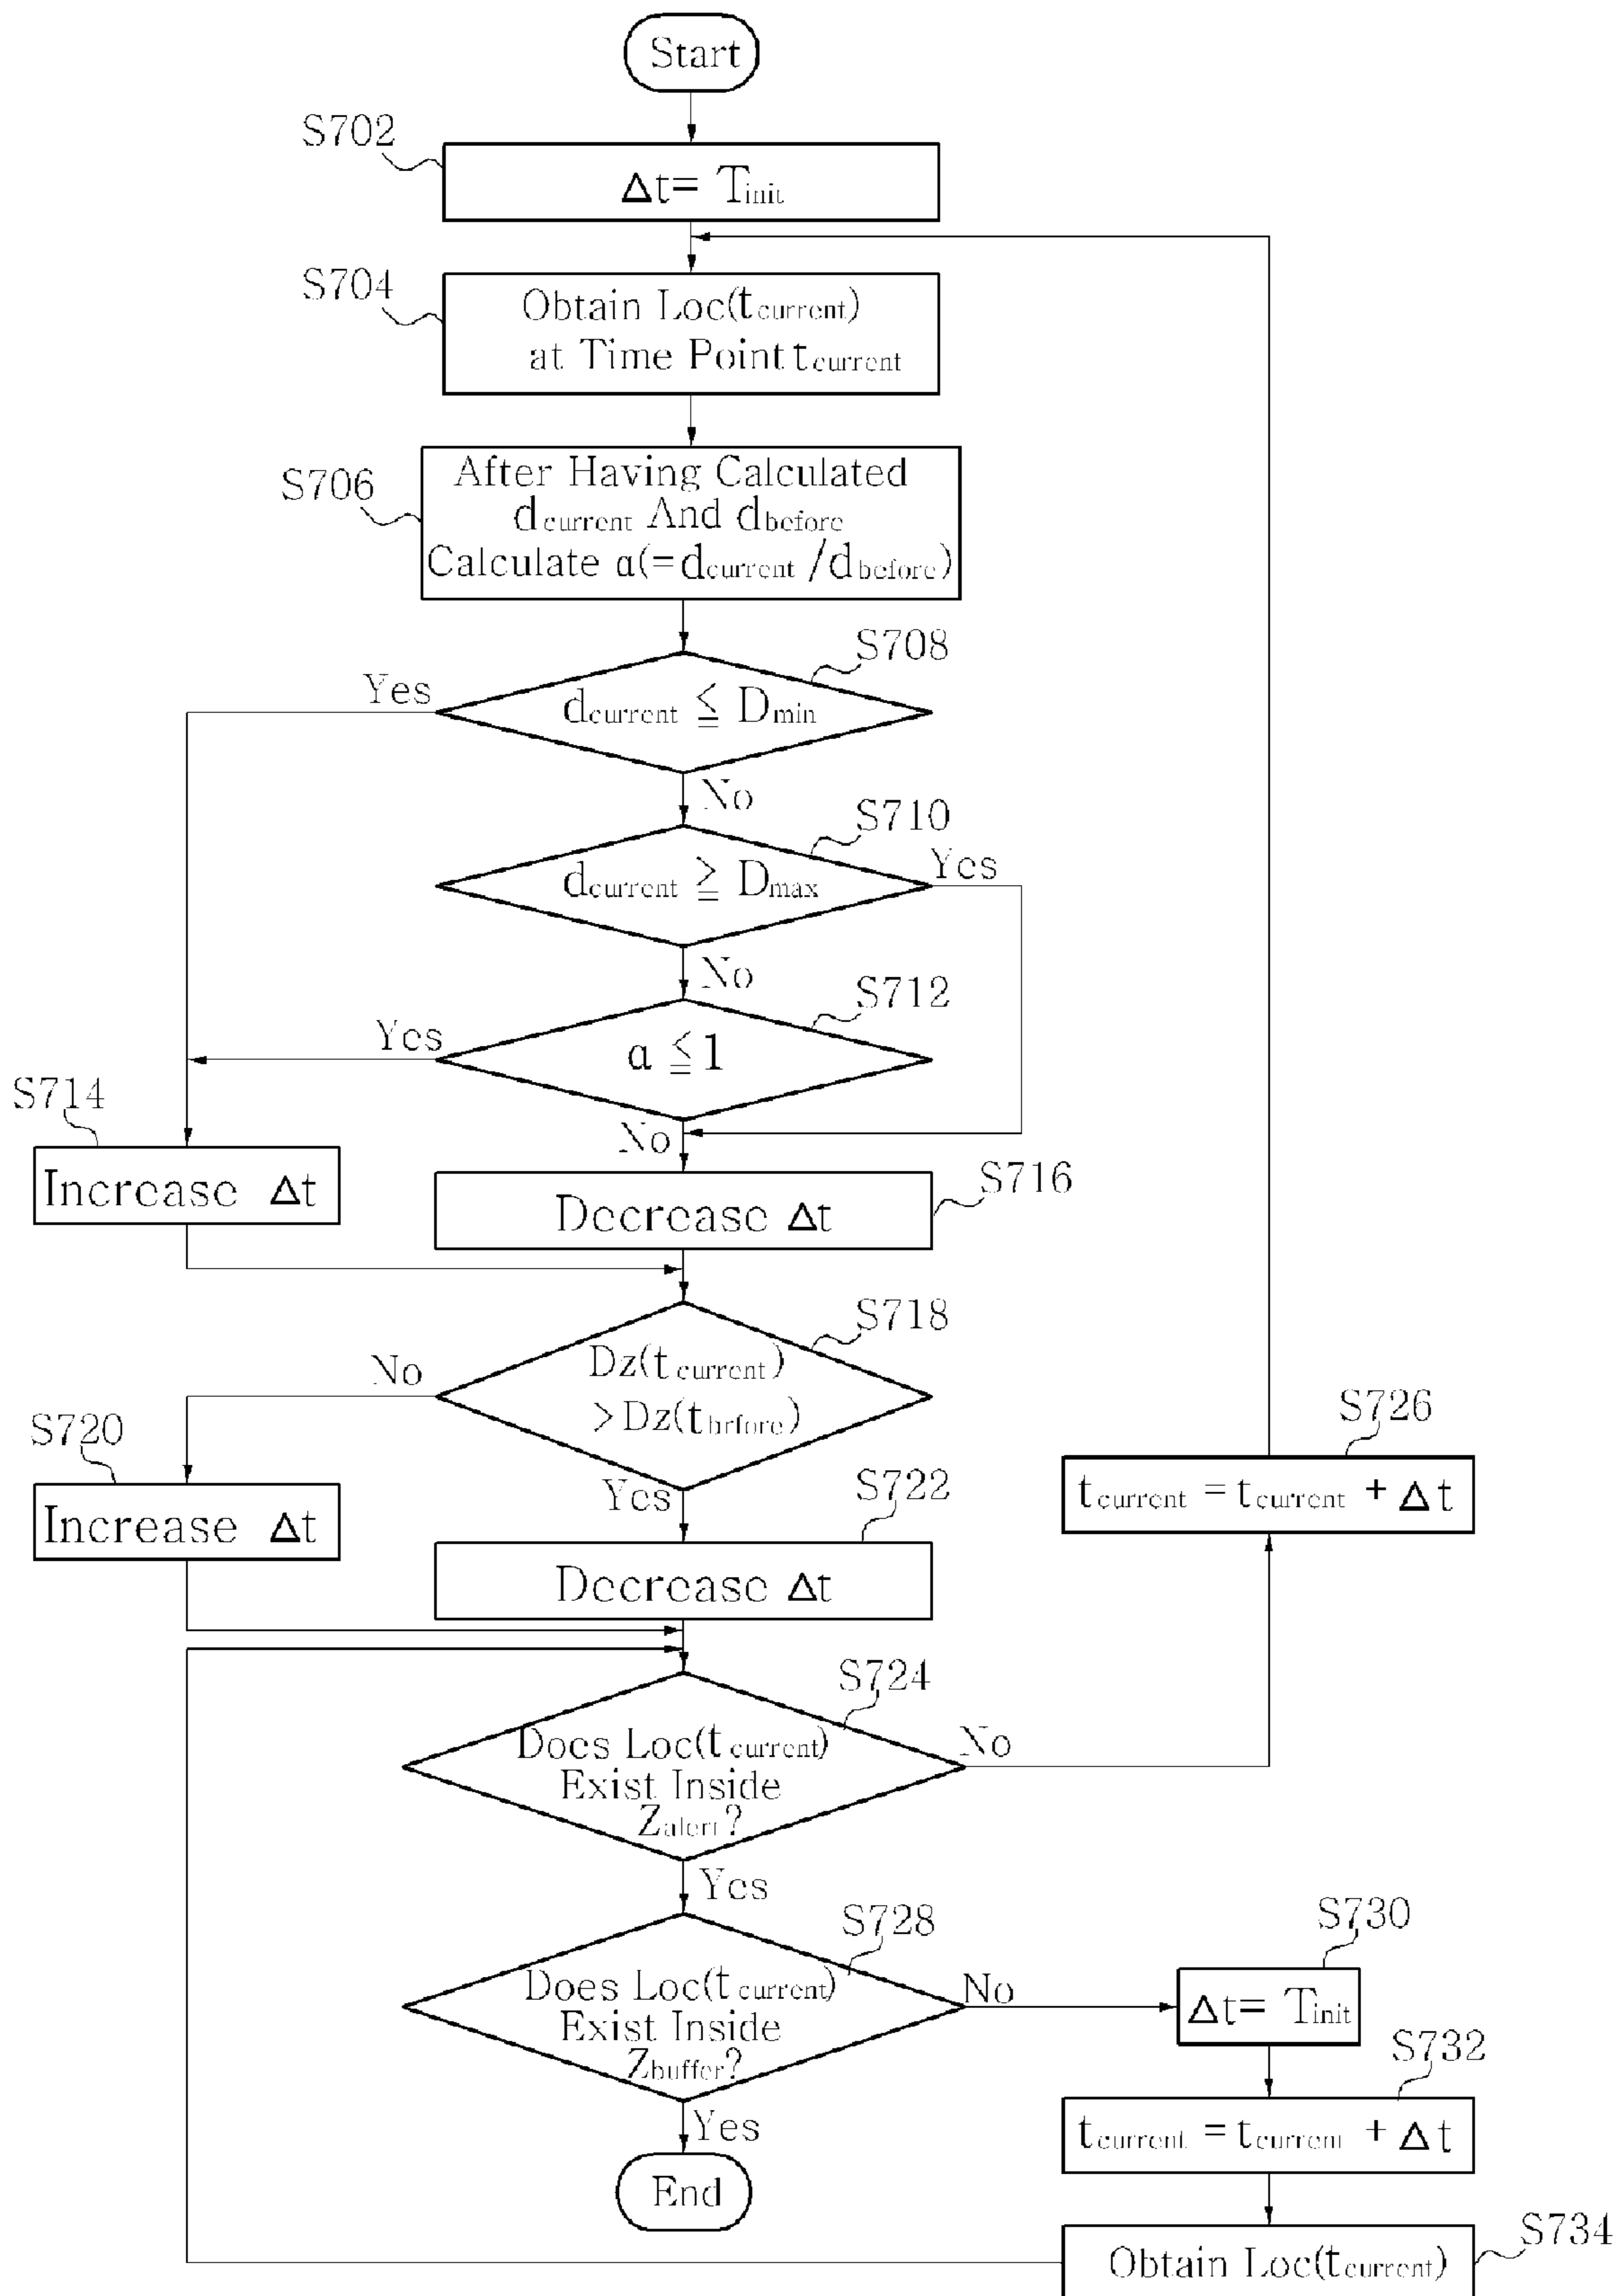 Start
S702
Δt= Tinit
S704
Obtain Loc(tcurrent)
at Time Point tcurrent
S706
After Having Calculated
dcurrent And dbefore
Calculate α(=dcurrent /dbefore)
S708
Yes
dcurrent ≦ Dmin
No
S710
Yes
dcurrent ≧ Dmax
No
S712
Yes
α ≦1
No
S714
Increase Δt
S716
Decrease Δt
S718
No
Dz(tcurrent)
>Dz(tbrfore)
Yes
S720
Increase Δt
S722
Decrease Δt
S726
tcurrent = tcurrent + Δt
S724
Does Loc(tcurrent)
Exist Inside
Zalert?
No
Yes
S728
Does Loc(tcurrent)
Exist Inside
Zbuffer?
No
Yes
S730
Δt= Tinit
S732
tcurrent = tcurrent + Δt
End
S734
Obtain Loc(tcurrent)